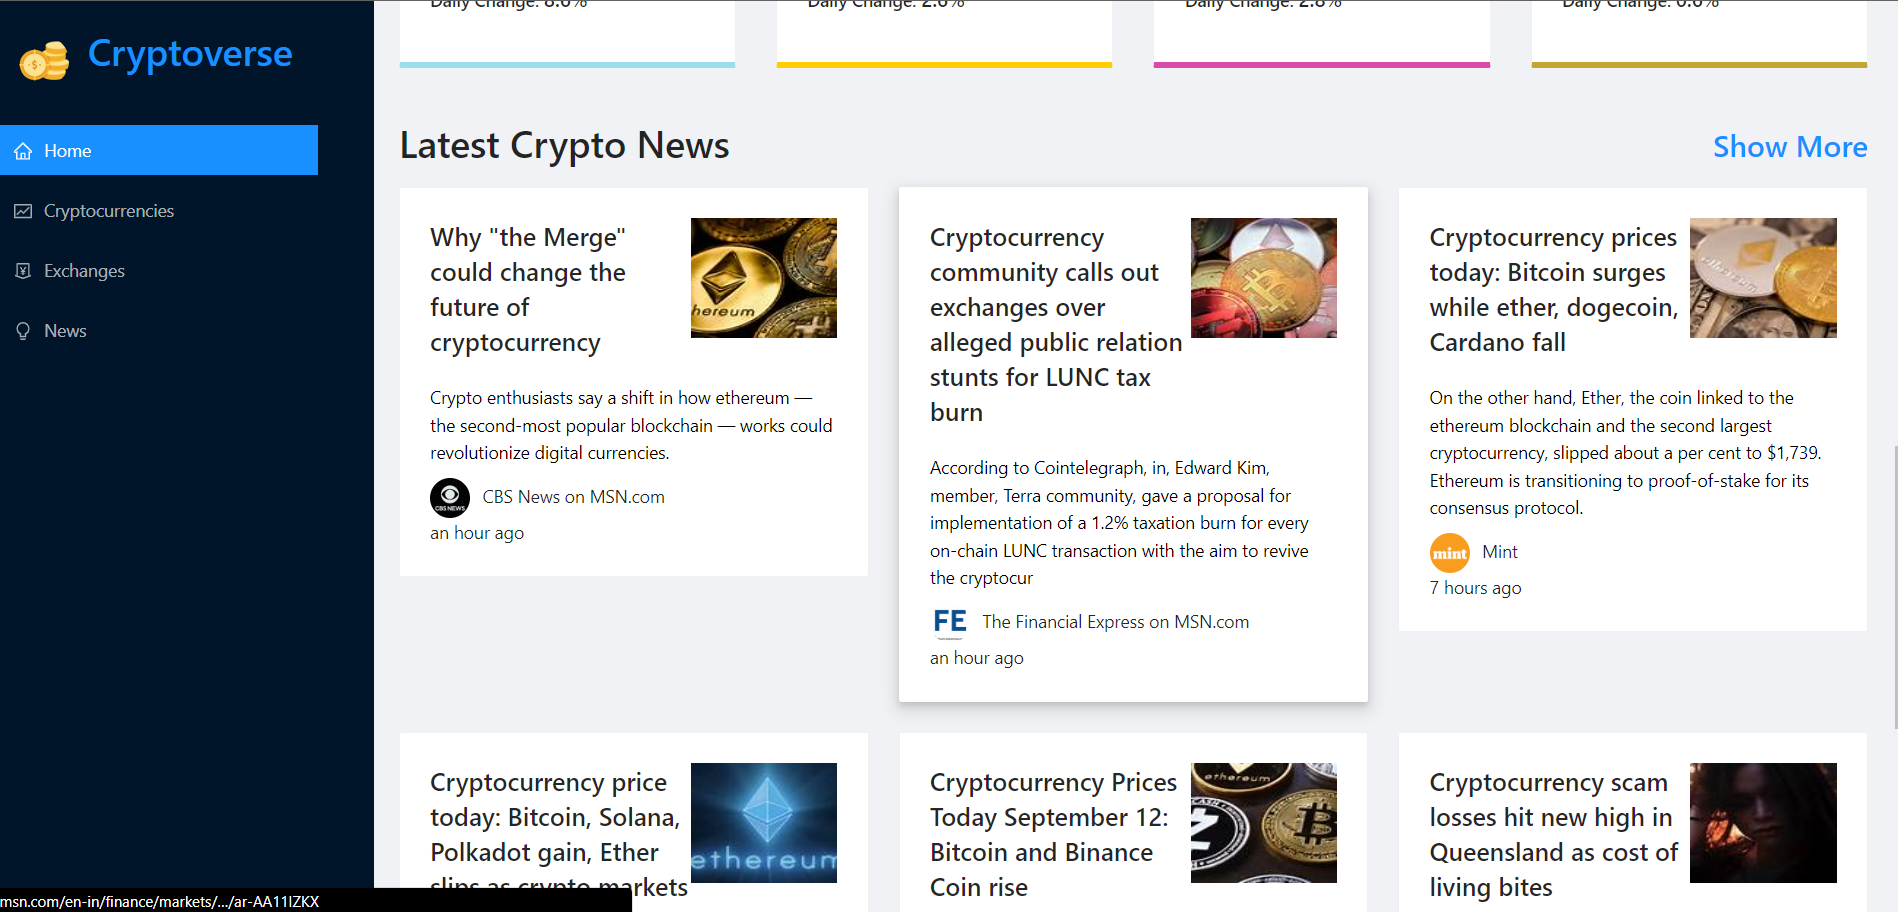 Cryptoverse
Home
Cryptocurrencies
Exchanges
News
Daily Change: 8.6%
Daily Change: 2.6%
Daily Change: 2.8%
Daily Change: 0.6%
Latest Crypto News
Show More
Why "the Merge"
could change the
future of
cryptocurrency
ethereum
Crypto enthusiasts say a shift in how ethereum —
the second-most popular blockchain — works could
revolutionize digital currencies.
CBS NEWS
CBS News on MSN.com
an hour ago
Cryptocurrency
community calls out
exchanges over
alleged public relation
stunts for LUNC tax
burn
According to Cointelegraph, in, Edward Kim,
member, Terra community, gave a proposal for
implementation of a 1.2% taxation burn for every
on-chain LUNC transaction with the aim to revive
the cryptocur
FE
The Financial Express on MSN.com
an hour ago
Cryptocurrency prices
today: Bitcoin surges
while ether, dogecoin,
Cardano fall
On the other hand, Ether, the coin linked to the
ethereum blockchain and the second largest
cryptocurrency, slipped about a per cent to $1,739.
Ethereum is transitioning to proof-of-stake for its
consensus protocol.
mint
Mint
7 hours ago
Cryptocurrency price
today: Bitcoin, Solana,
Polkadot gain, Ether
slips as crypto markets
ethereum
Cryptocurrency Prices
Today September 12:
Bitcoin and Binance
Coin rise
ethereum
Cryptocurrency scam
losses hit new high in
Queensland as cost of
living bites
msn.com/en-in/finance/markets/.../ar-AA11IZKX